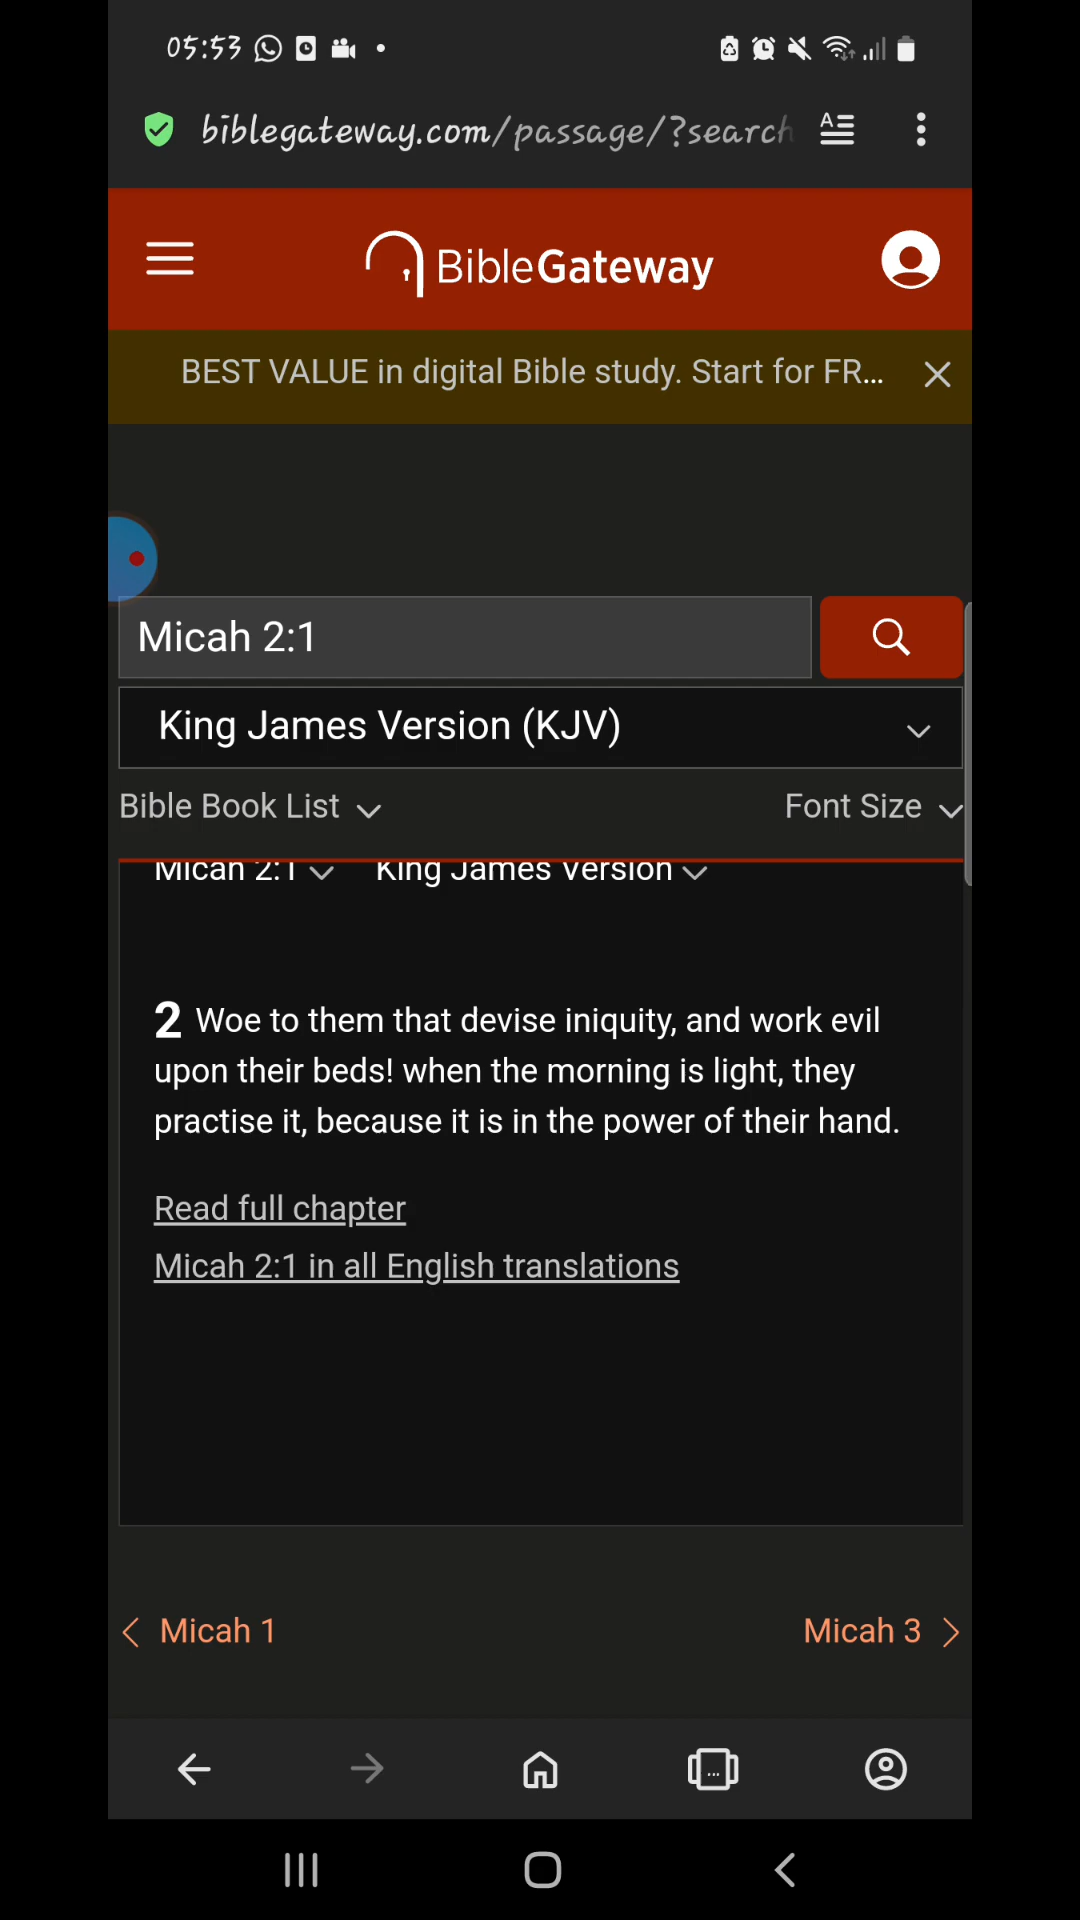 05:53
biblegateway.com/passage/?search
BibleGateway
BEST VALUE in digital Bible study. Start for FR...
Micah 2:1
King James Version (KJV)
Bible Book List
Font Size
Micah 2:1 King James Version
2 Woe to them that devise iniquity, and work evil
upon their beds! when the morning is light, they
practise it, because it is in the power of their hand.
Read full chapter
Micah 2:1 in all English translations
Micah 1
Micah 3